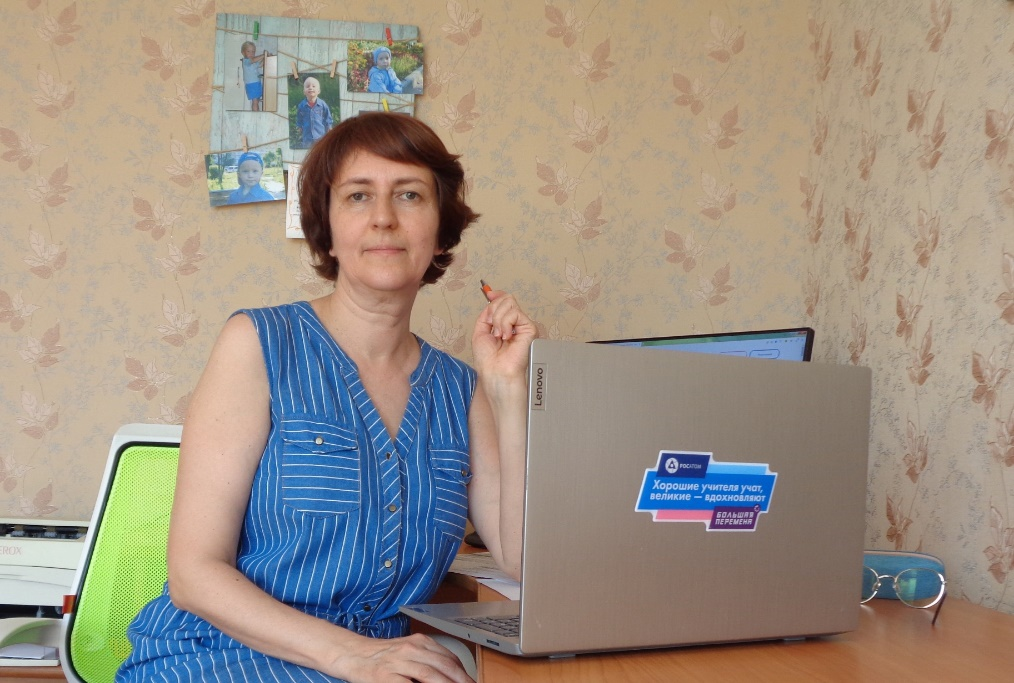 Lenovo
РОСАТОМ
Хорошие учителя учат,
великие — вдохновляют
БОЛЬШАЯ
ПЕРЕМЕНА
XEROX